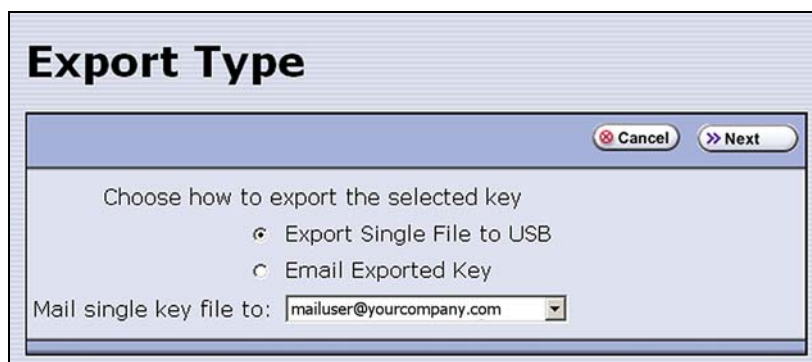 Export Type
Cancel
Next
Choose how to export the selected key
Export Single File to USB
Email Exported Key
Mail single key file to: mailuser@yourcompany.com